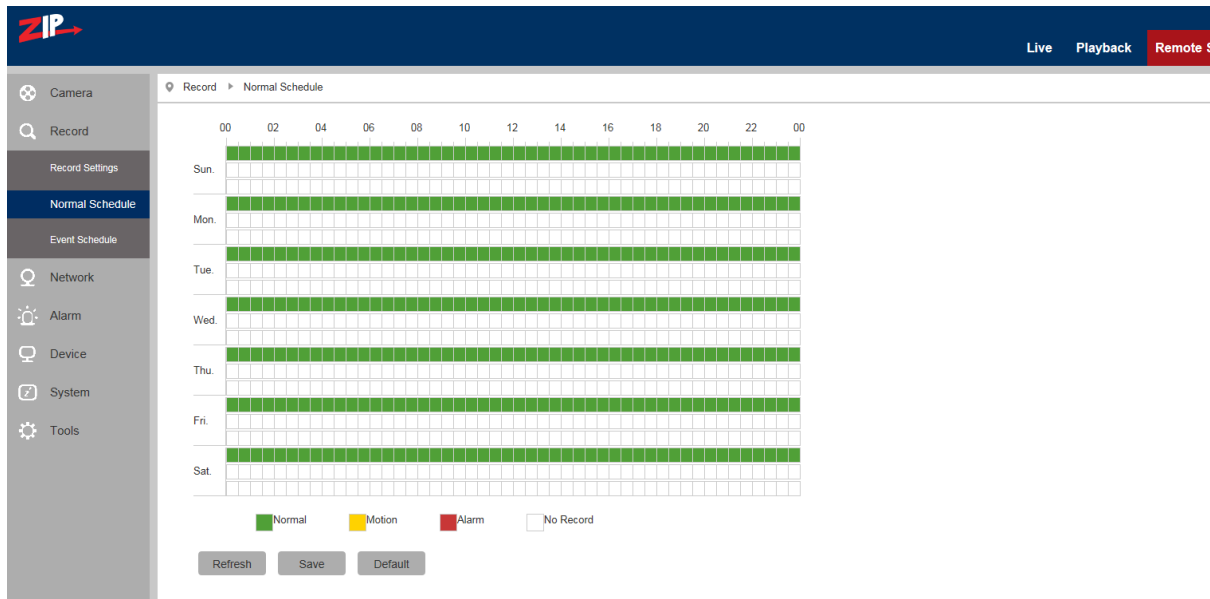 ZIP
Live Playback Remote S
Camera
Record
Record Settings
Normal Schedule
Event Schedule
Network
Alarm
Device
System
Tools
Record Normal Schedule
00 02 04 06 08 10 12 14 16 18 20 22 00
Sun.
Mon.
Tue.
Wed.
Thu.
Fri.
Sat.
Normal Motion Alarm No Record
Refresh Save Default